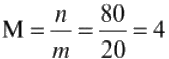 M = n/m = 80/20 = 4